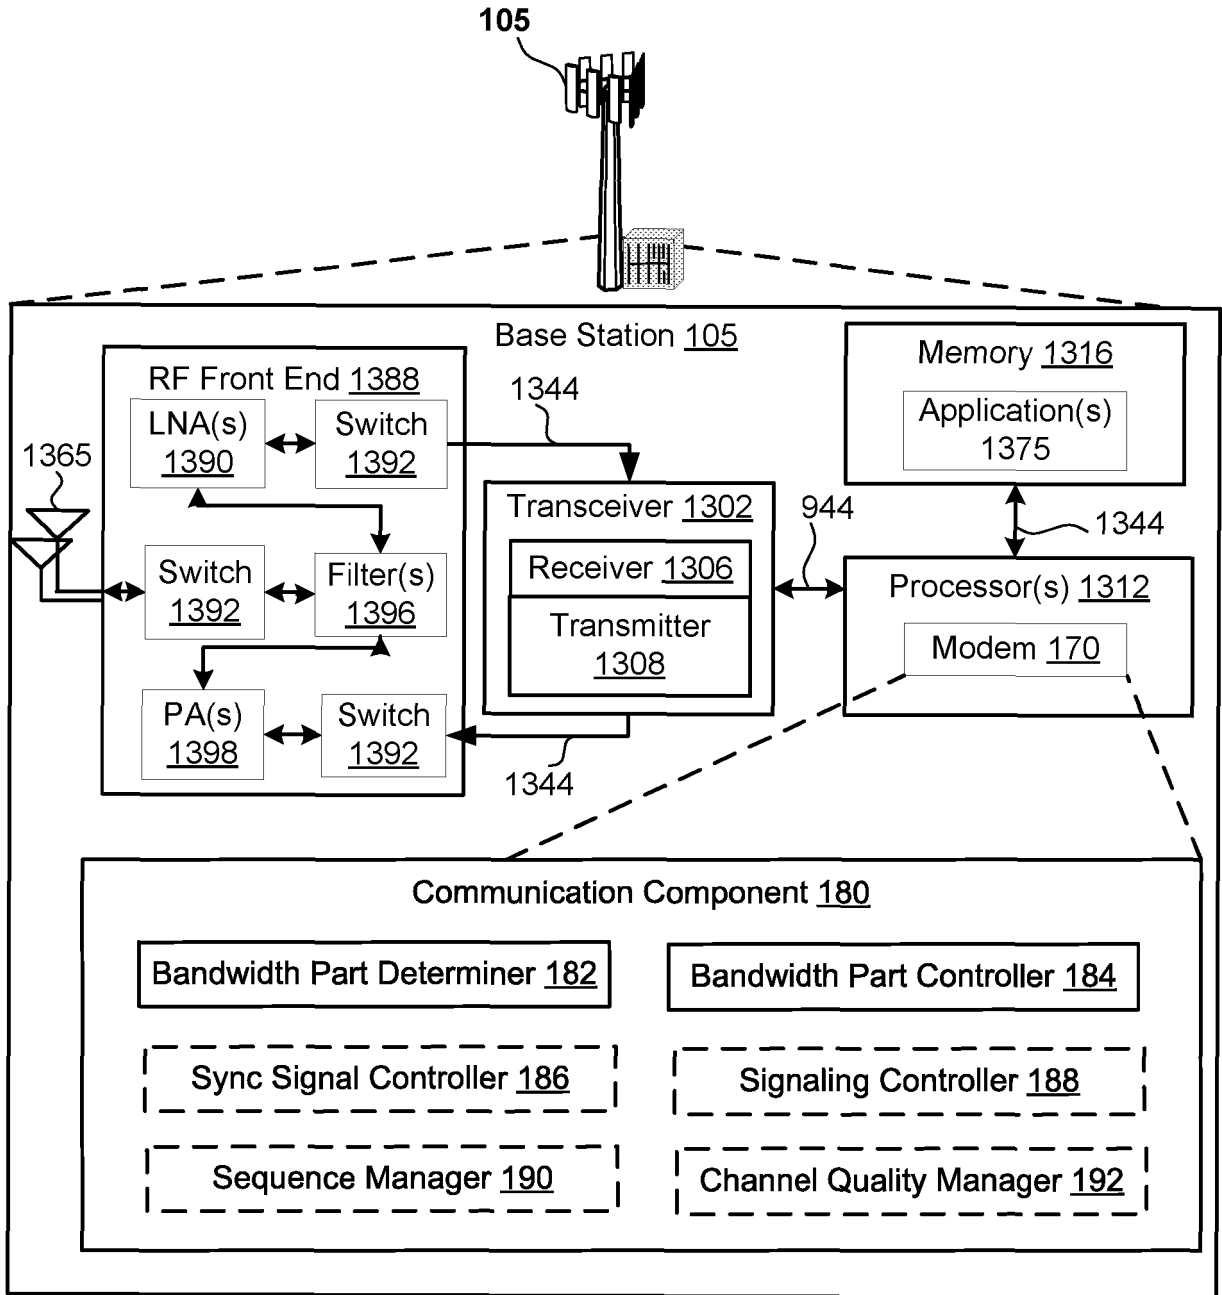 105
Base Station 105
RF Front End 1388
LNA(s)
1390
Switch
1392
1344
1365
Switch
1392
Filter(s)
1396
PA(s)
1398
Switch
1392
1344
Transceiver 1302
Receiver 1306
Transmitter
1308
944
Memory 1316
Application(s)
1375
1344
Processor(s) 1312
Modem 170
Communication Component 180
Bandwidth Part Determiner 182
Bandwidth Part Controller 184
Sync Signal Controller 186
Signaling Controller 188
Sequence Manager 190
Channel Quality Manager 192